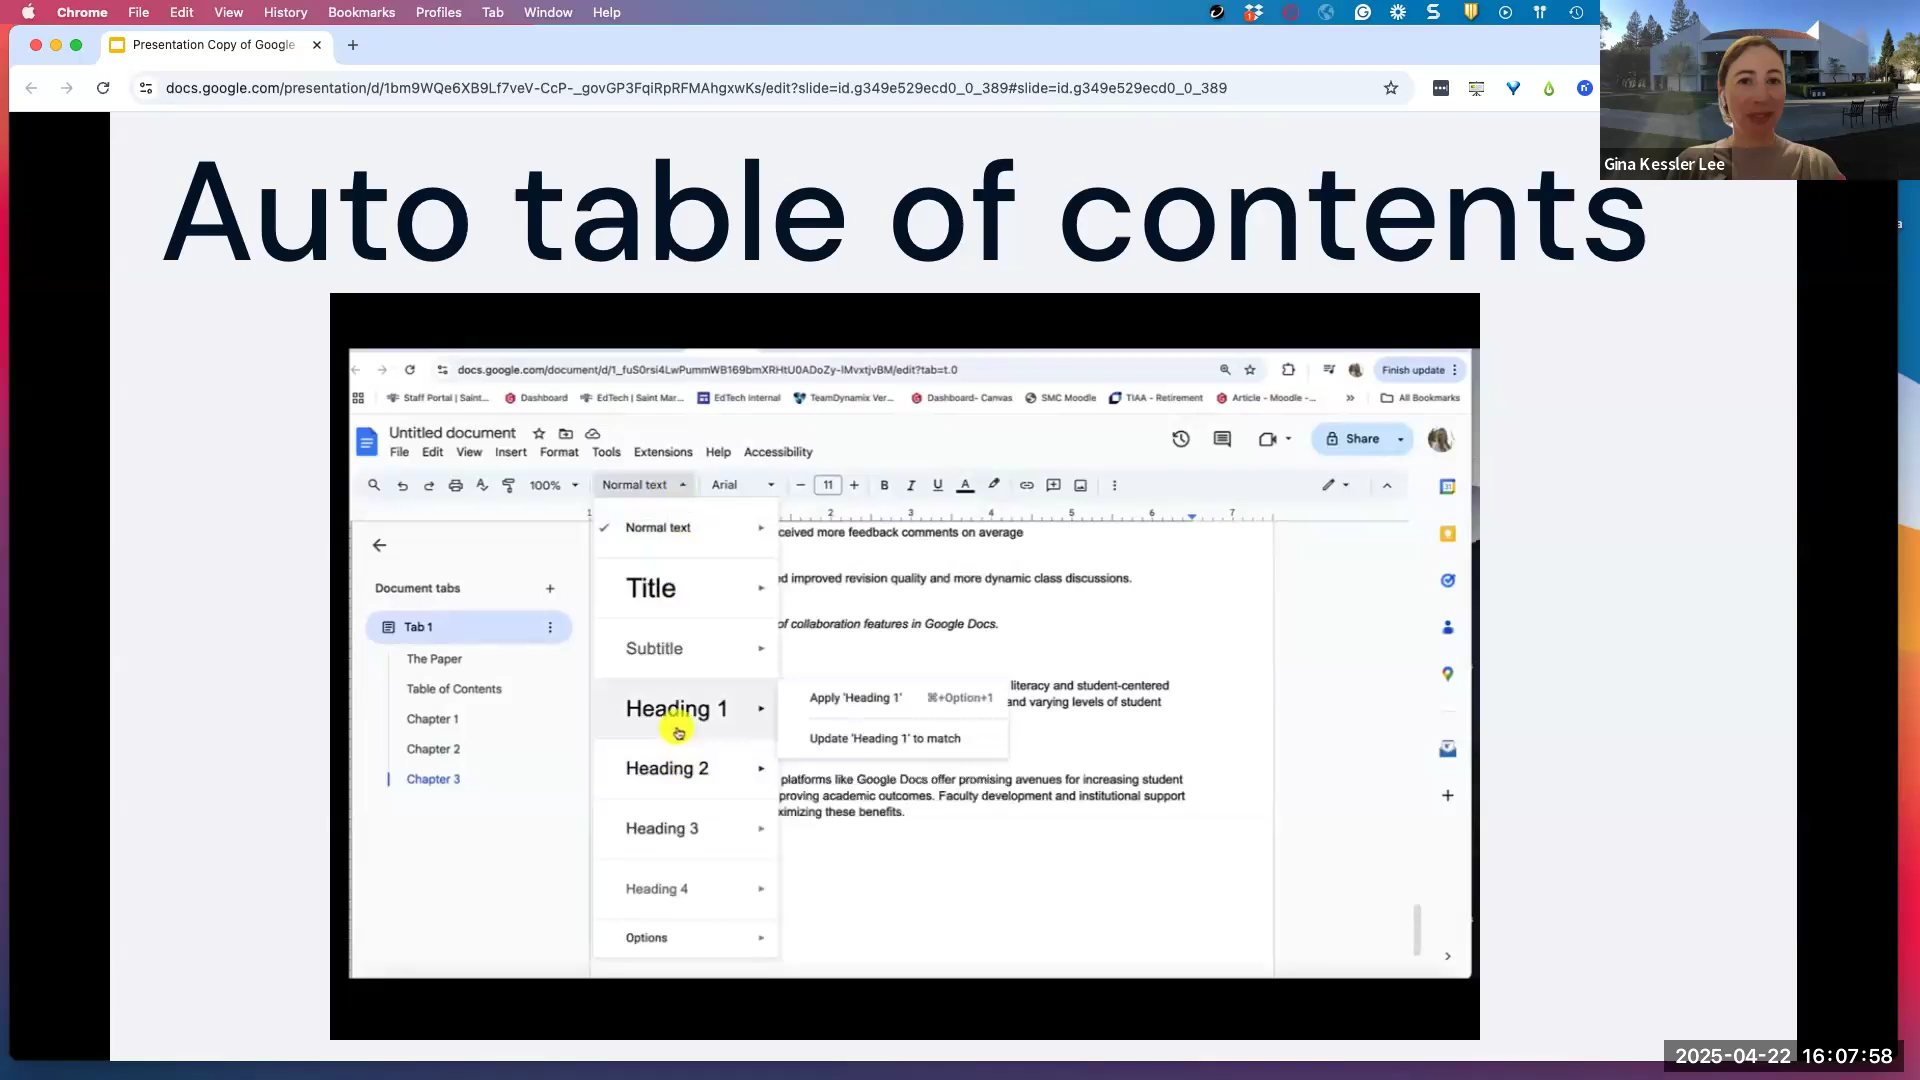 Chrome File Edit View History Bookmarks Profiles Tab Window Help
Presentation Copy of Google
docs.google.com/presentation/d/1bm9WQe6XB9Lf7veV-CcP-_govGP3FqiRpRFMAhgxwKs/edit?slide=id.g349e529ecd0_0_389#slide=id.g349e529ecd0_0_389
Gina Kessler Lee
Auto table of contents
docs.google.com/document/d/1_fuS0rsi4LwPummWB169bmXRHtU0ADoZy-lMvxtjvBM/edit?tab=t.0
Finish update
Staff Portal | Saint... Dashboard EdTech | Saint Mar... EdTech Internal TeamDynamix Ver... Dashboard- Canvas SMC Moodle TIAA - Retirement Article - Moodle -... All Bookmarks
Untitled document
File Edit View Insert Format Tools Extensions Help Accessibility
Share
100% Normal text Arial 11 B I U A
1 2 3 4 5 6 7
Normal text
ceived more feedback comments on average
Document tabs
Title
d improved revision quality and more dynamic class discussions.
Tab 1
of collaboration features in Google Docs.
The Paper
Subtitle
Table of Contents
Heading 1
Apply 'Heading 1' ⌘+Option+1
literacy and student-centered
and varying levels of student
Chapter 1
Update 'Heading 1' to match
Chapter 2
Heading 2
Chapter 3
platforms like Google Docs offer promising avenues for increasing student
proving academic outcomes. Faculty development and institutional support
ximizing these benefits.
Heading 3
Heading 4
Options
2025-04-22 16:07:58